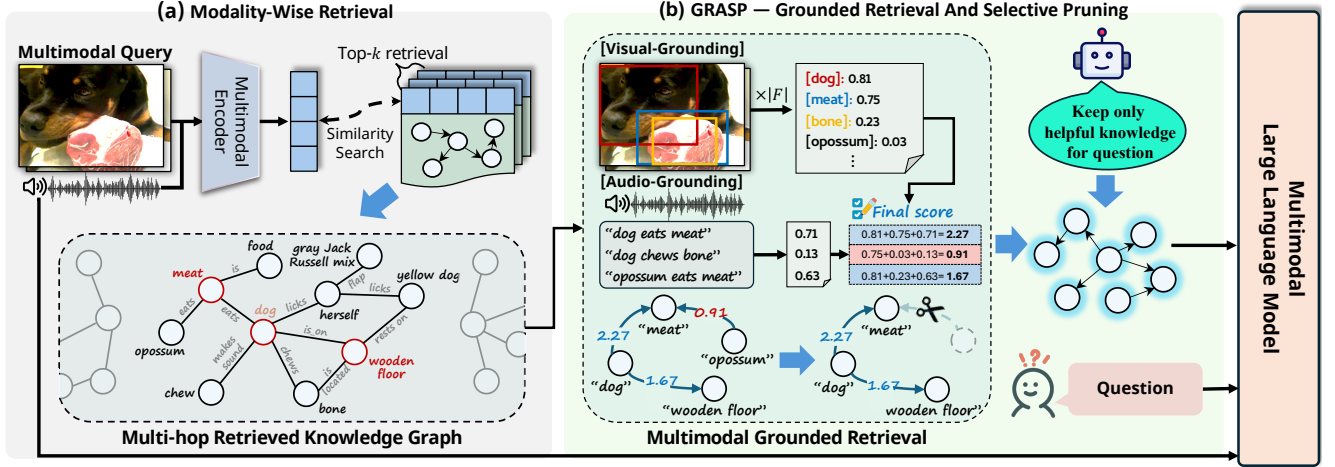 (a) Modality-Wise Retrieval
Multimodal Query
Multimodal
Encoder
Top-k retrieval
Similarity
Search
food
gray Jack
Russell mix
yellow dog
meat
is
flap
eats
eats
dog
licks
licks
herself
is_on
rests on
opossum
makes
sound
chews
is
located
wooden
floor
chew
bone
Multi-hop Retrieved Knowledge Graph
(b) GRASP — Grounded Retrieval And Selective Pruning
[Visual-Grounding]
×|F|
[dog]: 0.81
[meat]: 0.75
[bone]: 0.23
[opossum]: 0.03
⋮
[Audio-Grounding]
Final score
"dog eats meat"
"dog chews bone"
"opossum eats meat"
0.71
0.13
0.63
0.81+0.75+0.71= 2.27
0.75+0.03+0.13= 0.91
0.81+0.23+0.63= 1.67
"meat"
0.91
2.27
"opossum"
"dog"
1.67
"wooden floor"
"meat"
2.27
"dog"
1.67
wooden floor"
Multimodal Grounded Retrieval
Keep only
helpful knowledge
for question
!?!
Question
Multimodal
Large Language Model